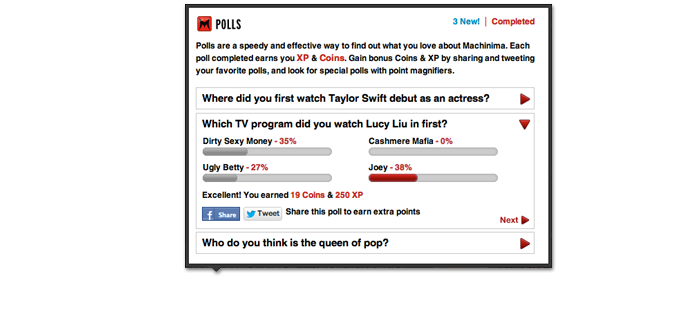 POLLS
3 New! | Completed
Polls are a speedy and effective way to find out what you love about Machinima. Each
poll completed earns you XP & Coins. Gain bonus Coins & XP by sharing and tweeting
your favorite polls, and look for special polls with point magnifiers.
Where did you first watch Taylor Swift debut as an actress?
Which TV program did you watch Lucy Liu in first?
Dirty Sexy Money - 35%
Cashmere Mafia - 0%
Ugly Betty - 27%
Joey - 38%
Excellent! You earned 19 Coins & 250 XP
f Share
Tweet
Share this poll to earn extra points
Next
Who do you think is the queen of pop?